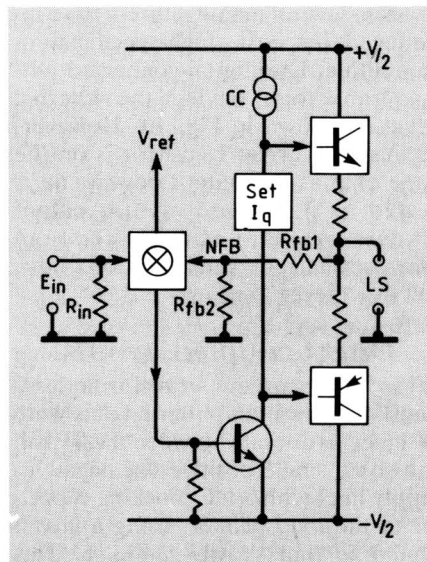 +V/2
CC
Vref
Set
Iq
NFB
Rfb1
Ein
Rin
Rfb2
LS
−V/2